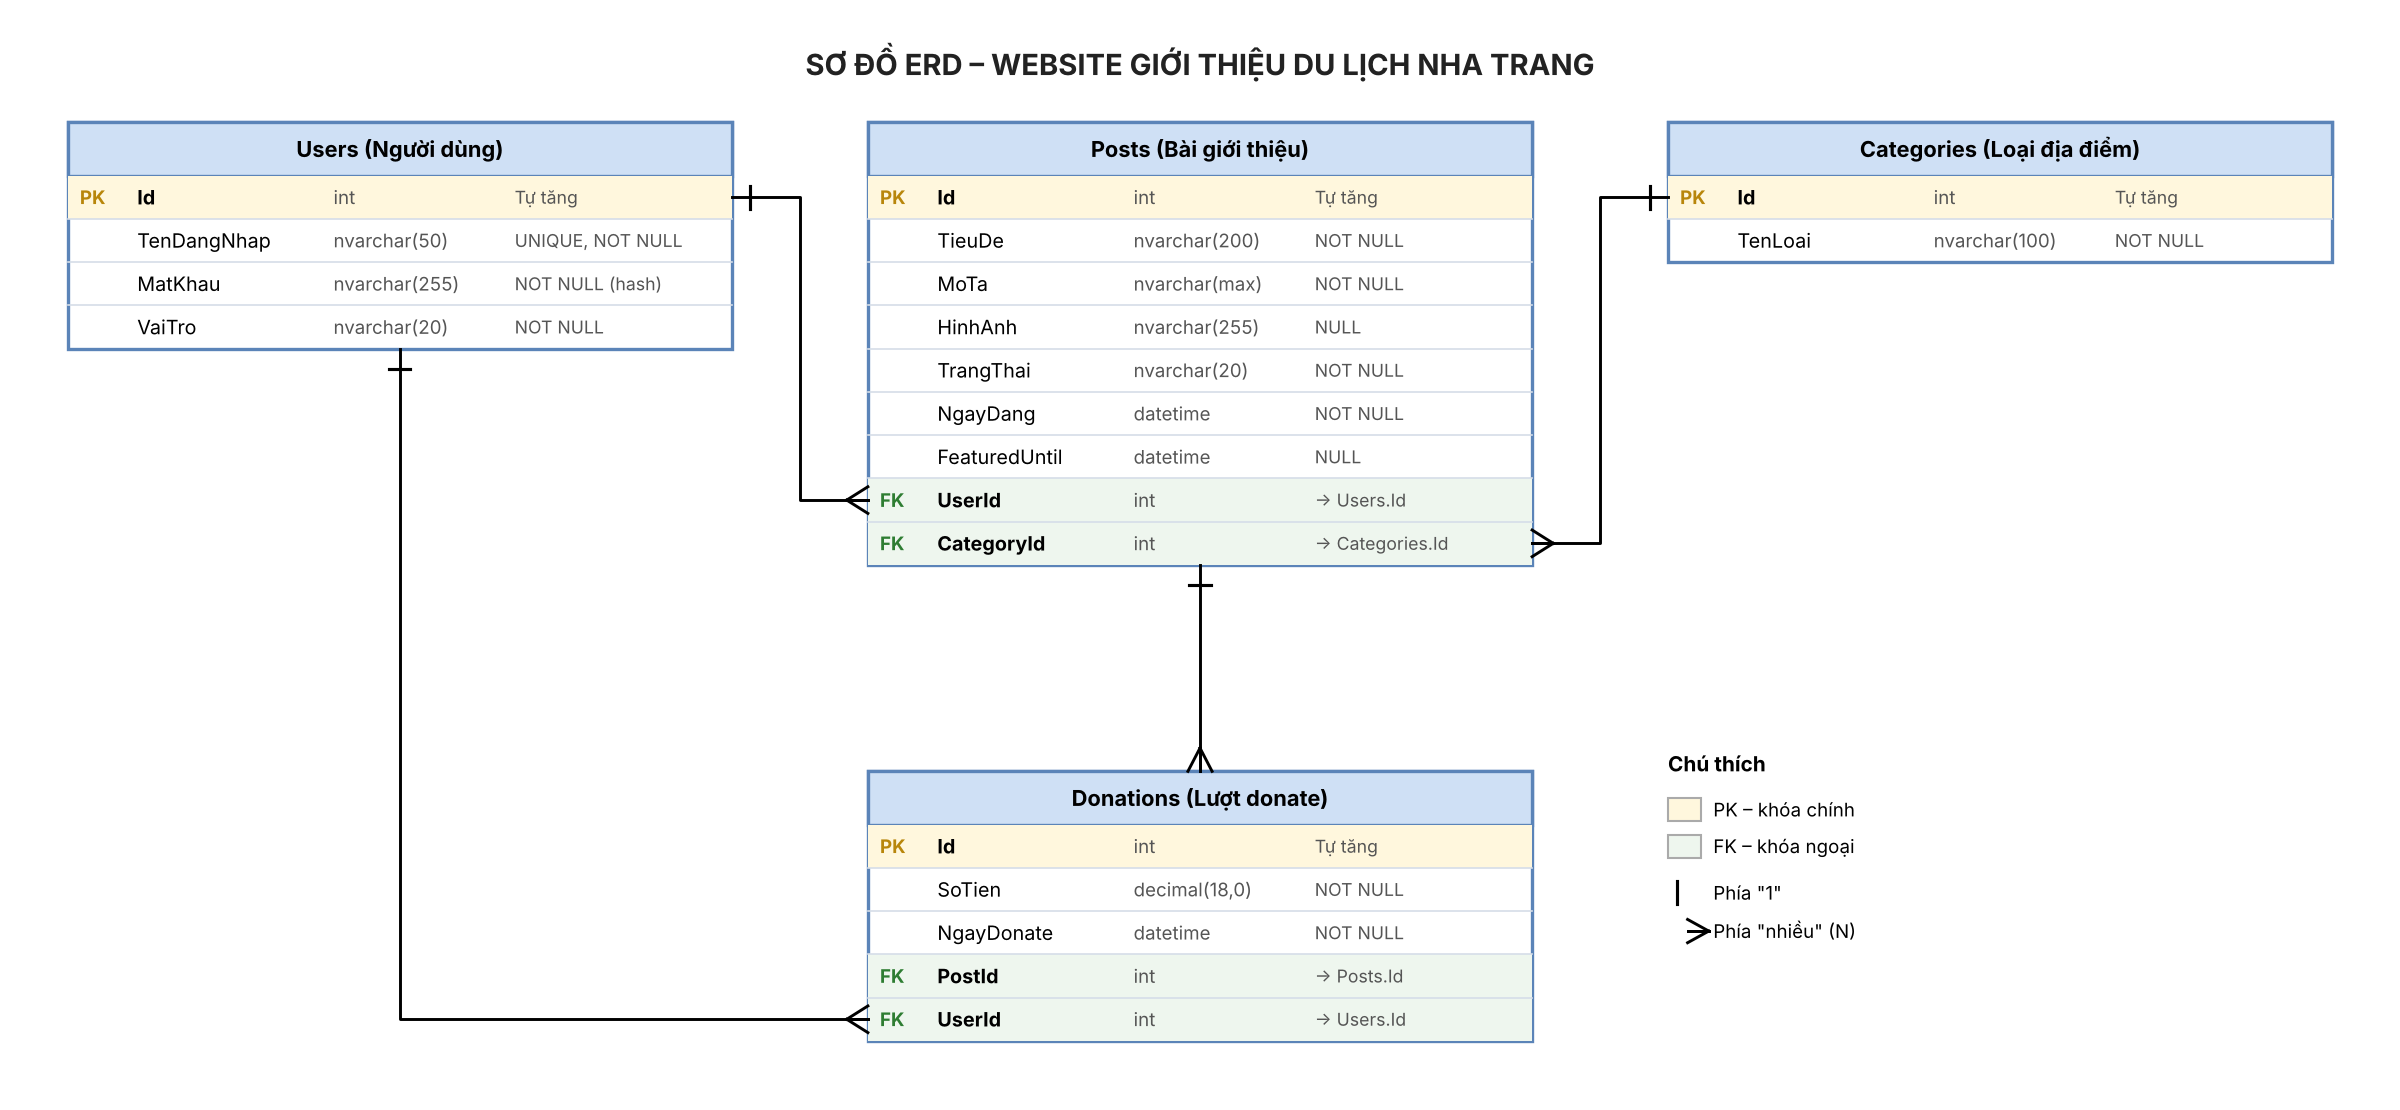 SƠ ĐỒ ERD – WEBSITE GIỚI THIỆU DU LỊCH NHA TRANG
Users (Người dùng)
PK Id int Tự tăng
TenDangNhap nvarchar(50) UNIQUE, NOT NULL
MatKhau nvarchar(255) NOT NULL (hash)
VaiTro nvarchar(20) NOT NULL
Posts (Bài giới thiệu)
PK Id int Tự tăng
TieuDe nvarchar(200) NOT NULL
MoTa nvarchar(max) NOT NULL
HinhAnh nvarchar(255) NULL
TrangThai nvarchar(20) NOT NULL
NgayDang datetime NOT NULL
FeaturedUntil datetime NULL
FK UserId int → Users.Id
FK CategoryId int → Categories.Id
Categories (Loại địa điểm)
PK Id int Tự tăng
TenLoai nvarchar(100) NOT NULL
Donations (Lượt donate)
PK Id int Tự tăng
SoTien decimal(18,0) NOT NULL
NgayDonate datetime NOT NULL
FK PostId int → Posts.Id
FK UserId int → Users.Id
Chú thích
PK – khóa chính
FK – khóa ngoại
Phía "1"
Phía "nhiều" (N)